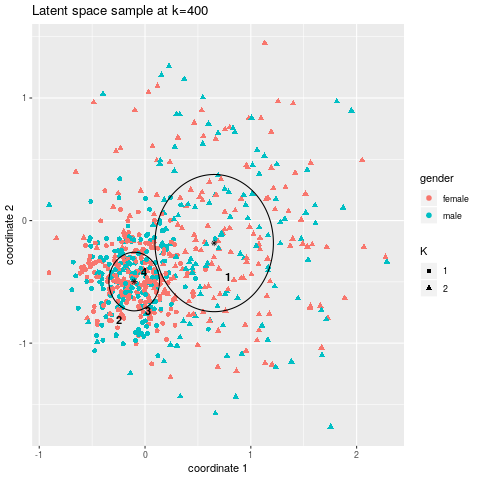 Latent space sample at k=400
1
0
-1
coordinate 2
4
1
3
2
-1
0
1
2
coordinate 1
gender
female
male
K
1
2